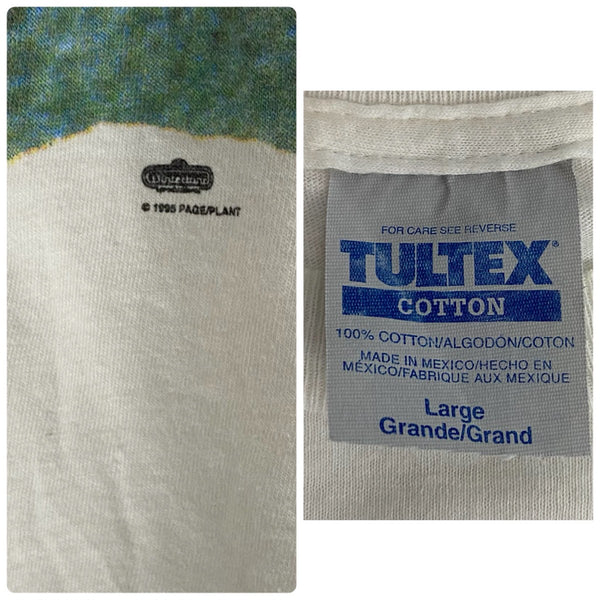 Winterland
© 1995 PAGE/PLANT
FOR CARE SEE REVERSE
TULTEX®
COTTON
100% COTTON/ALGODÓN/COTON
MADE IN MEXICO/HECHO EN
MÉXICO/FABRIQUE AUX MEXIQUE
Large
Grande/Grand